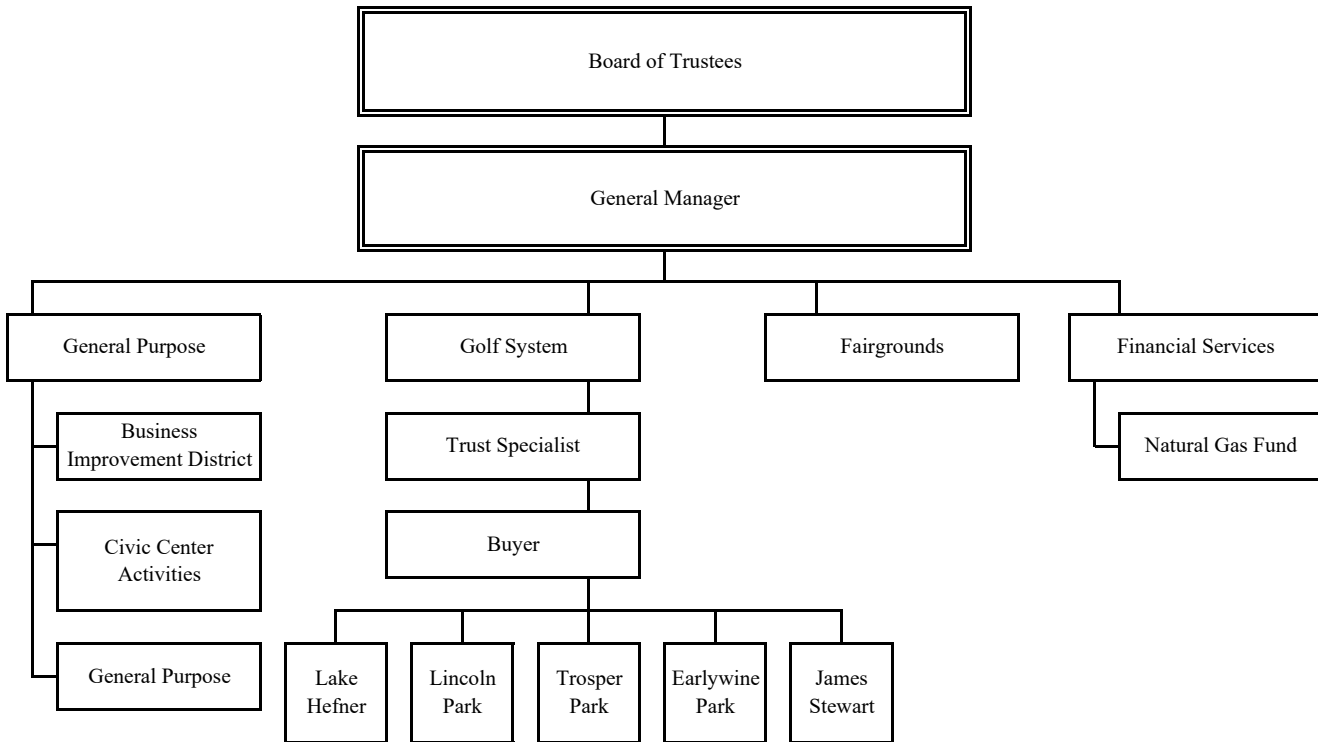 Board of Trustees
General Manager
General Purpose
Golf System
Fairgrounds
Financial Services
Business
Improvement District
Trust Specialist
Natural Gas Fund
Civic Center
Activities
Buyer
General Purpose
Lake
Hefner
Lincoln
Park
Trosper
Park
Earlywine
Park
James
Stewart